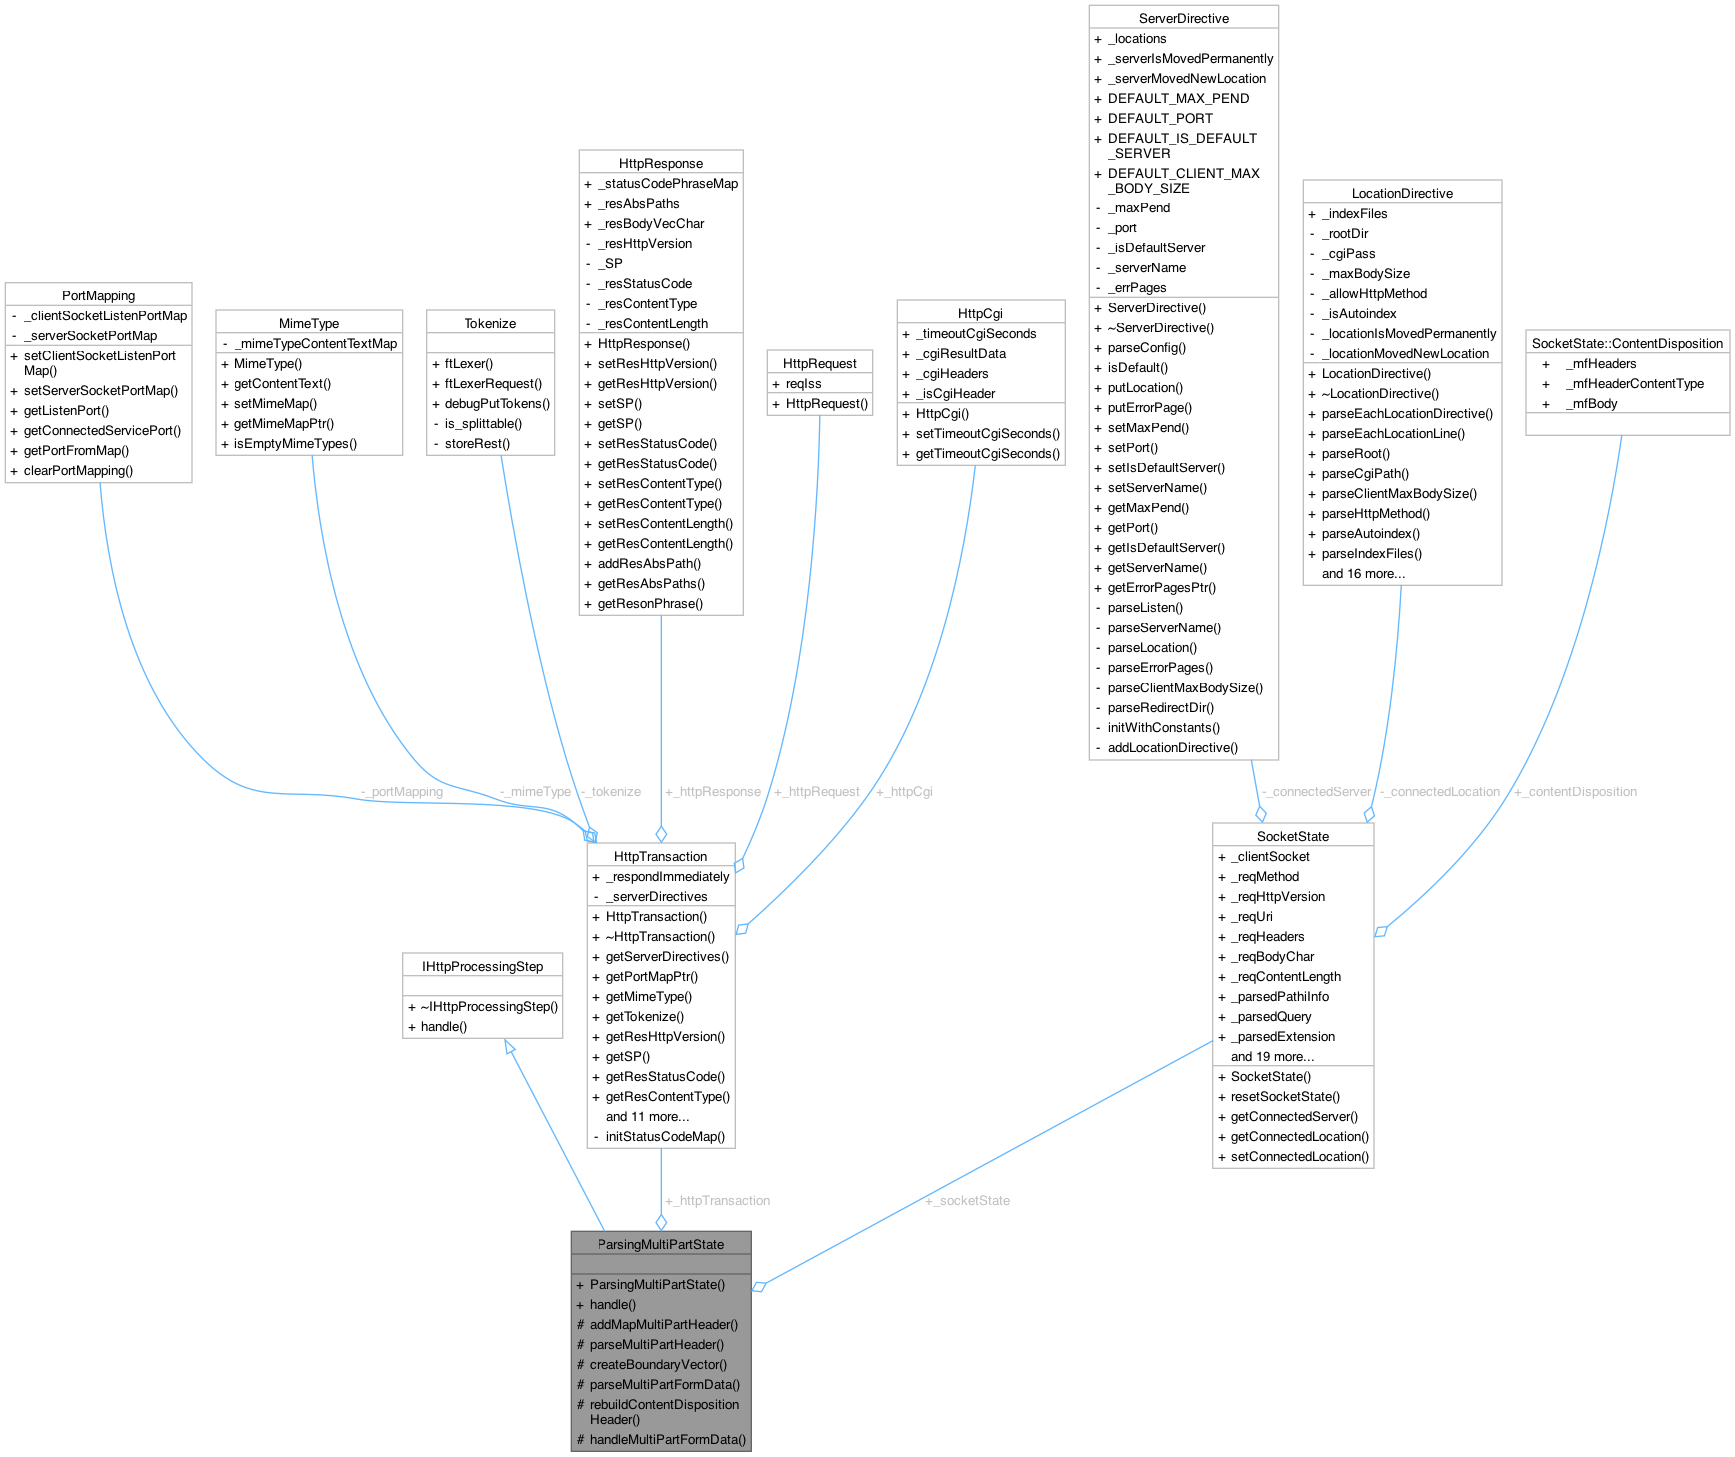 ServerDirective
+ _locations
+ _serverIsMovedPermanently
+ _serverMovedNewLocation
+ DEFAULT_MAX_PEND
+ DEFAULT_PORT
+ DEFAULT_IS_DEFAULT
_SERVER
+ DEFAULT_CLIENT_MAX
_BODY_SIZE
- _maxPend
- _port
- _isDefaultServer
- _serverName
- _errPages
+ ServerDirective()
+ ~ServerDirective()
+ parseConfig()
+ isDefault()
+ putLocation()
+ putErrorPage()
+ setMaxPend()
+ setPort()
+ setIsDefaultServer()
+ setServerName()
+ getMaxPend()
+ getPort()
+ getIsDefaultServer()
+ getServerName()
+ getErrorPagesPtr()
- parseListen()
- parseServerName()
- parseLocation()
- parseErrorPages()
- parseClientMaxBodySize()
- parseRedirectDir()
- initWithConstants()
- addLocationDirective()
HttpResponse
+ _statusCodePhraseMap
+ _resAbsPaths
+ _resBodyVecChar
- _resHttpVersion
- _SP
- _resStatusCode
- _resContentType
- _resContentLength
+ HttpResponse()
+ setResHttpVersion()
+ getResHttpVersion()
+ setSP()
+ getSP()
+ setResStatusCode()
+ getResStatusCode()
+ setResContentType()
+ getResContentType()
+ setResContentLength()
+ getResContentLength()
+ addResAbsPath()
+ getResAbsPaths()
+ getResonPhrase()
LocationDirective
+ _indexFiles
- _rootDir
- _cgiPass
- _maxBodySize
- _allowHttpMethod
- _isAutoindex
- _locationIsMovedPermanently
- _locationMovedNewLocation
+ LocationDirective()
+ ~LocationDirective()
+ parseEachLocationDirective()
+ parseEachLocationLine()
+ parseRoot()
+ parseCgiPath()
+ parseClientMaxBodySize()
+ parseHttpMethod()
+ parseAutoindex()
+ parseIndexFiles()
and 16 more...
PortMapping
- _clientSocketListenPortMap
- _serverSocketPortMap
+ setClientSocketListenPort
Map()
+ setServerSocketPortMap()
+ getListenPort()
+ getConnectedServicePort()
+ getPortFromMap()
+ clearPortMapping()
MimeType
- _mimeTypeContentTextMap
+ MimeType()
+ getContentText()
+ setMimeMap()
+ getMimeMapPtr()
+ isEmptyMimeTypes()
Tokenize
+ ftLexer()
+ ftLexerRequest()
+ debugPutTokens()
- is_splittable()
- storeRest()
HttpRequest
+ reqIss
+ HttpRequest()
HttpCgi
+ _timeoutCgiSeconds
+ _cgiResultData
+ _cgiHeaders
+ _isCgiHeader
+ HttpCgi()
+ setTimeoutCgiSeconds()
+ getTimeoutCgiSeconds()
SocketState::ContentDisposition
+ _mfHeaders
+ _mfHeaderContentType
+ _mfBody
-_portMapping
-_mimeType
-_tokenize
+_httpResponse
+_httpRequest
+_httpCgi
-_connectedServer
-_connectedLocation
+_contentDisposition
HttpTransaction
+ _respondImmediately
- _serverDirectives
+ HttpTransaction()
+ ~HttpTransaction()
+ getServerDirectives()
+ getPortMapPtr()
+ getMimeType()
+ getTokenize()
+ getResHttpVersion()
+ getSP()
+ getResStatusCode()
+ getResContentType()
and 11 more...
- initStatusCodeMap()
SocketState
+ _clientSocket
+ _reqMethod
+ _reqHttpVersion
+ _reqUri
+ _reqHeaders
+ _reqBodyChar
+ _reqContentLength
+ _parsedPathiInfo
+ _parsedQuery
+ _parsedExtension
and 19 more...
+ SocketState()
+ resetSocketState()
+ getConnectedServer()
+ getConnectedLocation()
+ setConnectedLocation()
IHttpProcessingStep
+ ~IHttpProcessingStep()
+ handle()
+_httpTransaction
+_socketState
ParsingMultiPartState
+ ParsingMultiPartState()
+ handle()
# addMapMultiPartHeader()
# parseMultiPartHeader()
# createBoundaryVector()
# parseMultiPartFormData()
# rebuildContentDisposition
Header()
# handleMultiPartFormData()